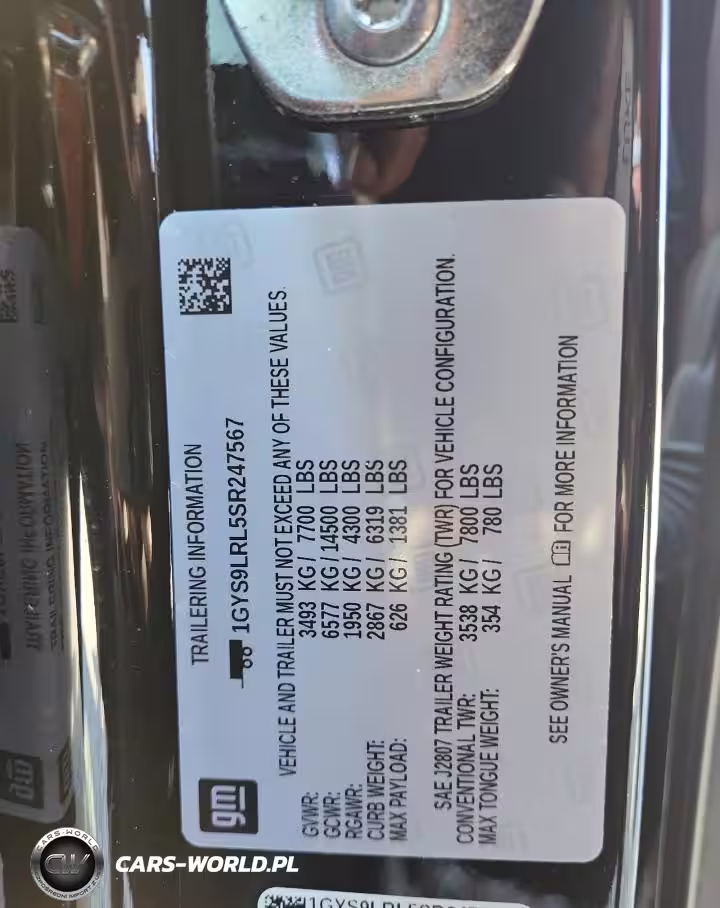 TRAILERING INFORMATION
1GYS9LRL5SR247567
VEHICLE AND TRAILER MUST NOT EXCEED ANY OF THESE VALUES.
GVWR: 3493 KG / 7700 LBS
GCWR: 6577 KG / 14500 LBS
RGAWR: 1950 KG / 4300 LBS
CURB WEIGHT: 2867 KG / 6319 LBS
MAX PAYLOAD: 626 KG / 1381 LBS
SAE J2807 TRAILER WEIGHT RATING (TWR) FOR VEHICLE CONFIGURATION.
CONVENTIONAL TWR: 3538 KG / 7800 LBS
MAX TONGUE WEIGHT: 354 KG / 780 LBS
SEE OWNER'S MANUAL FOR MORE INFORMATION
gm
CARS-WORLD
CW
CARS-WORLD.PL